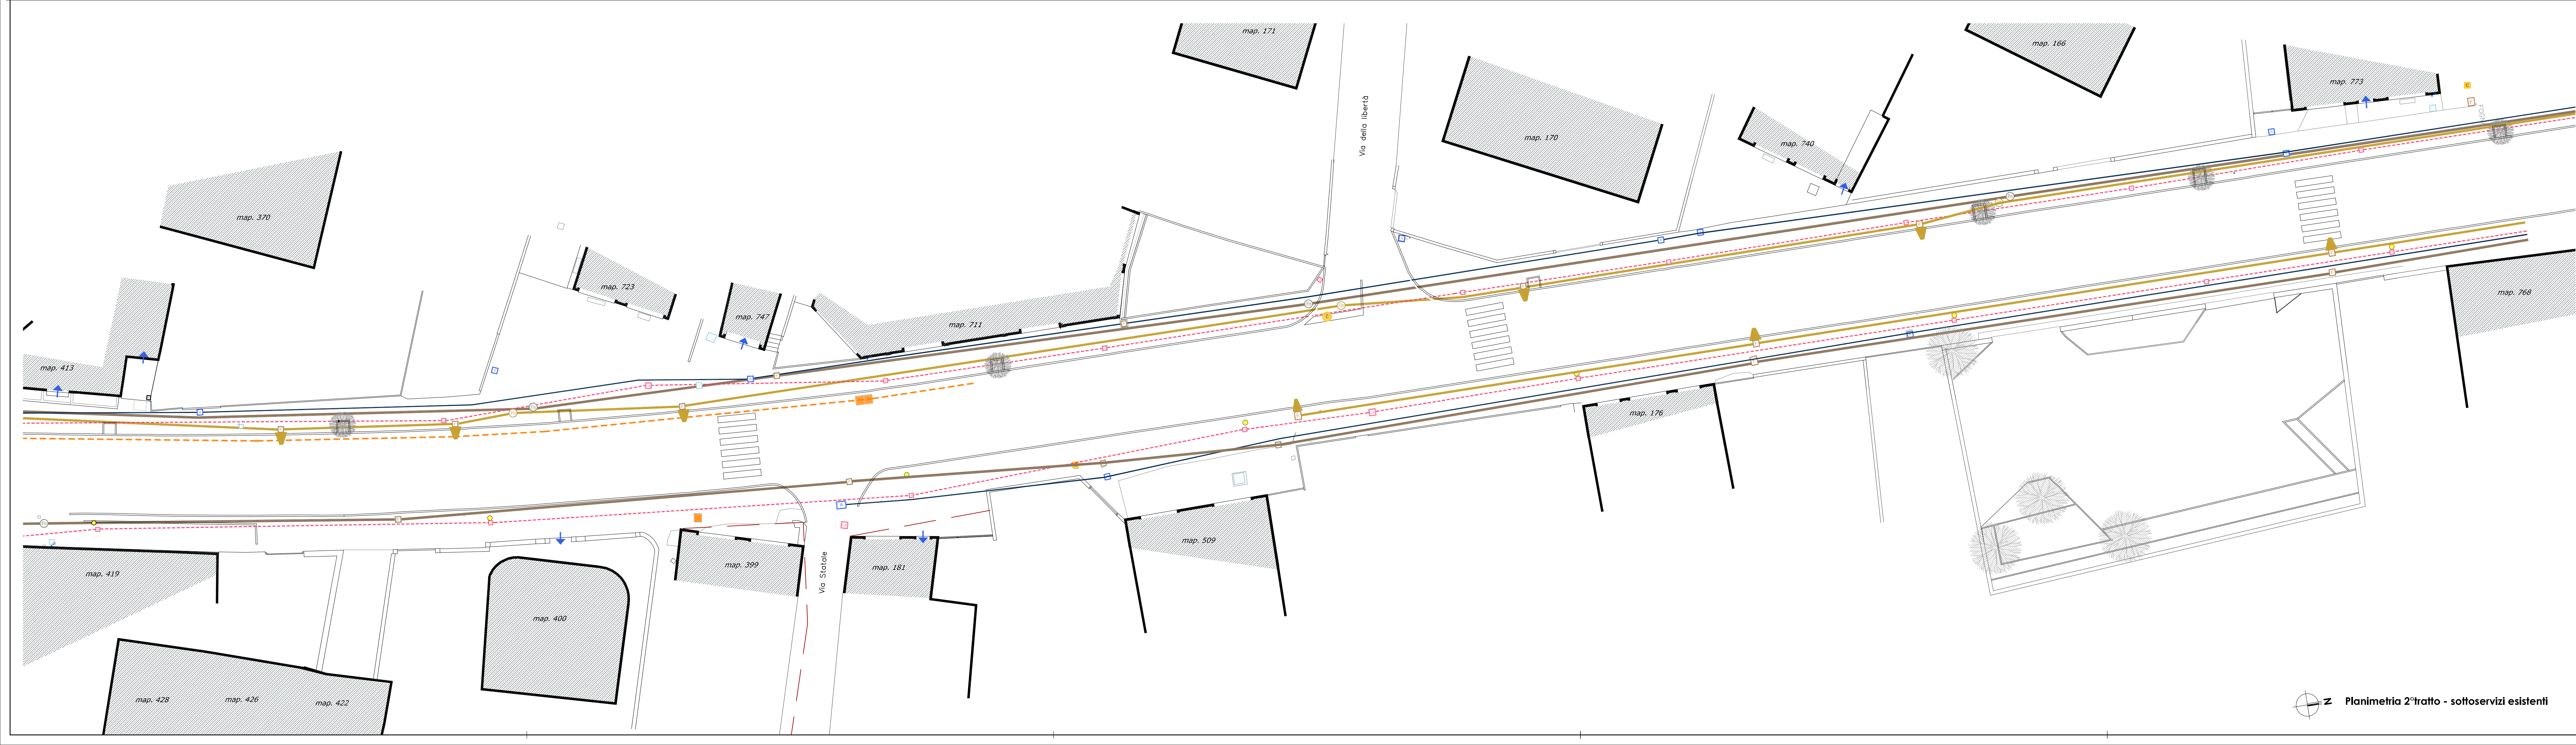 map. 171
map. 166
map. 773
map. 170
map. 740
Via della libertà
map. 370
map. 723
map. 747
map. 711
map. 768
map. 413
map. 176
map. 509
map. 399
map. 181
Via Statale
map. 419
map. 400
map. 428
map. 426
map. 422
N
Planimetria 2°tratto - sottoservizi esistenti